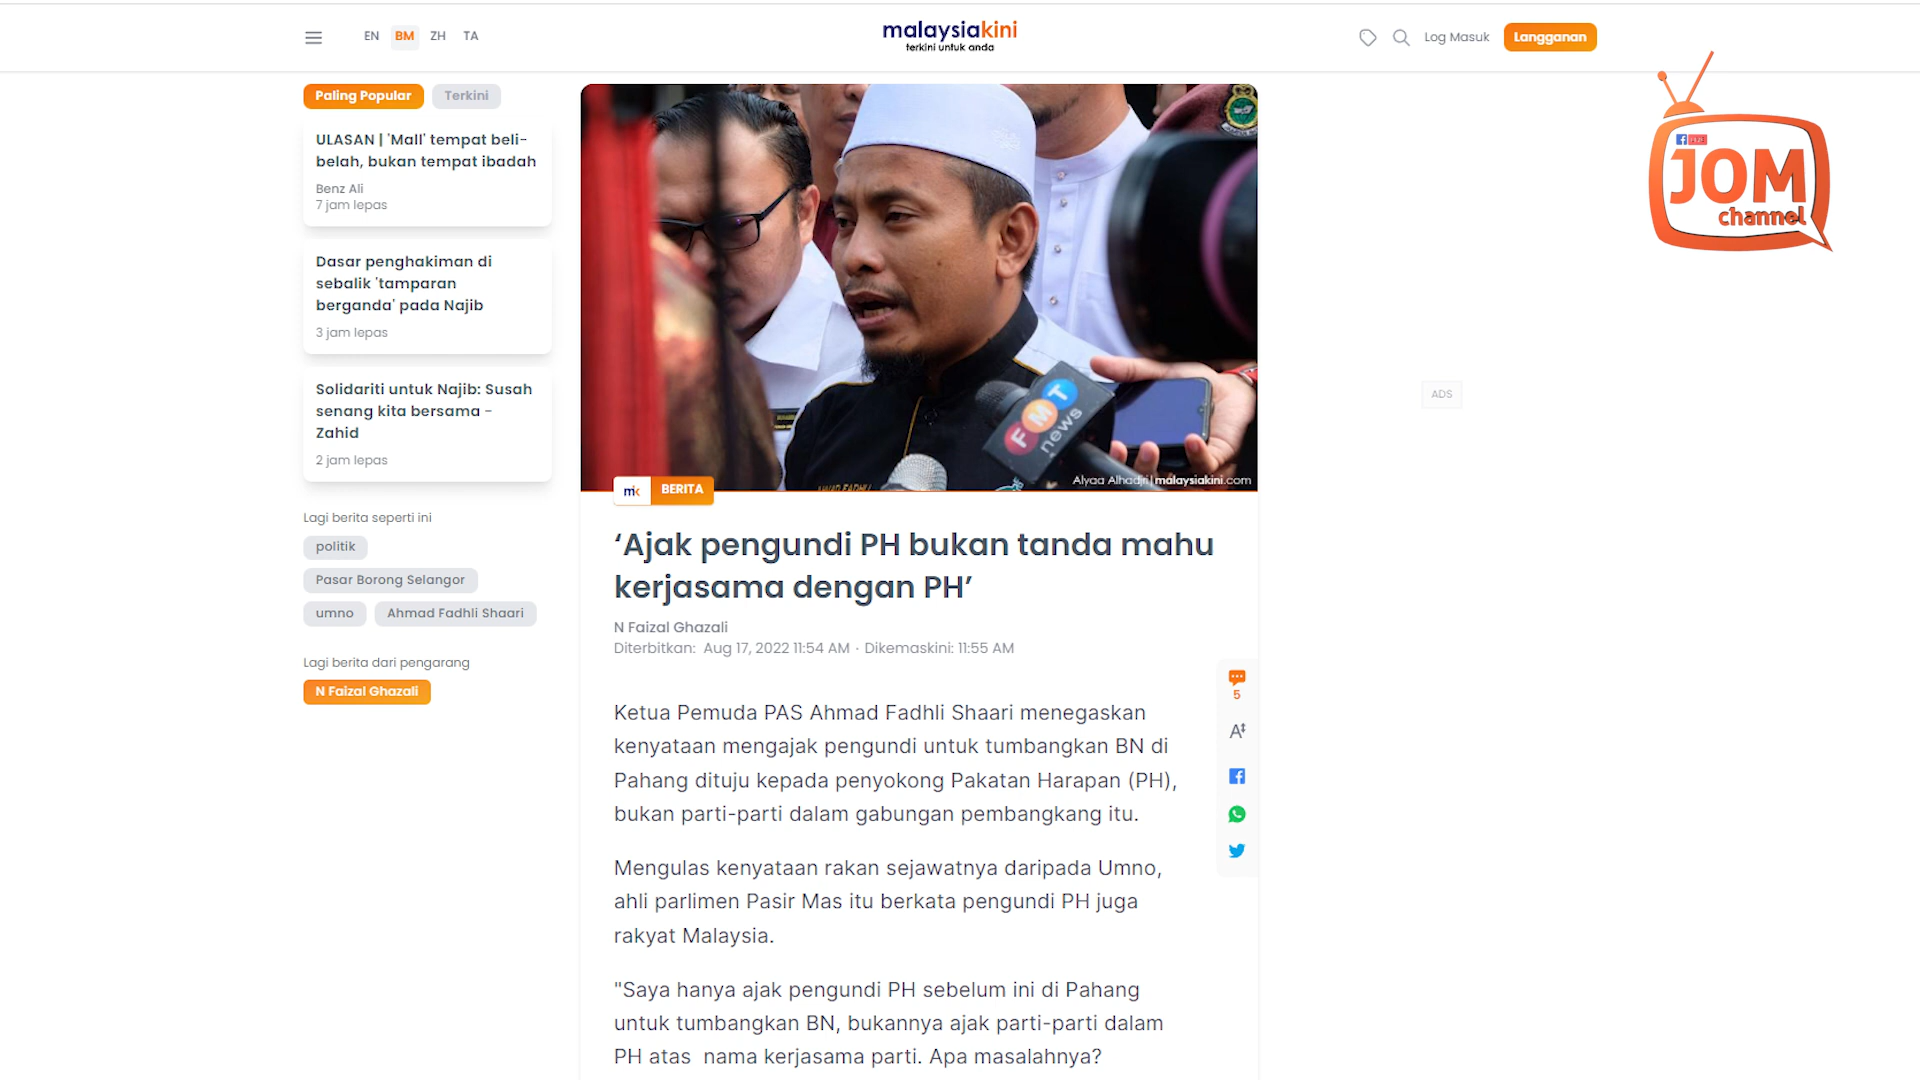 EN BM ZH TA
malaysiakini
terkini untuk anda
Log Masuk
Langganan
JOM
channel
Paling Popular
Terkini
ULASAN | 'Mall' tempat beli-
belah, bukan tempat ibadah
Benz Ali
7 jam lepas
Dasar penghakiman di
sebalik 'tamparan
berganda' pada Najib
3 jam lepas
Solidariti untuk Najib: Susah
senang kita bersama -
Zahid
2 jam lepas
Lagi berita seperti ini
politik
Pasar Borong Selangor
umno
Ahmad Fadhli Shaari
Lagi berita dari pengarang
N Faizal Ghazali
FMT
news
Alyaa Alhadjri|malaysiakini.com
mk
BERITA
‘Ajak pengundi PH bukan tanda mahu
kerjasama dengan PH’
N Faizal Ghazali
Diterbitkan: Aug 17, 2022 11:54 AM · Dikemaskini: 11:55 AM
Ketua Pemuda PAS Ahmad Fadhli Shaari menegaskan
kenyataan mengajak pengundi untuk tumbangkan BN di
Pahang dituju kepada penyokong Pakatan Harapan (PH),
bukan parti-parti dalam gabungan pembangkang itu.
Mengulas kenyataan rakan sejawatnya daripada Umno,
ahli parlimen Pasir Mas itu berkata pengundi PH juga
rakyat Malaysia.
"Saya hanya ajak pengundi PH sebelum ini di Pahang
untuk tumbangkan BN, bukannya ajak parti-parti dalam
PH atas nama kerjasama parti. Apa masalahnya?
5
A
ADS